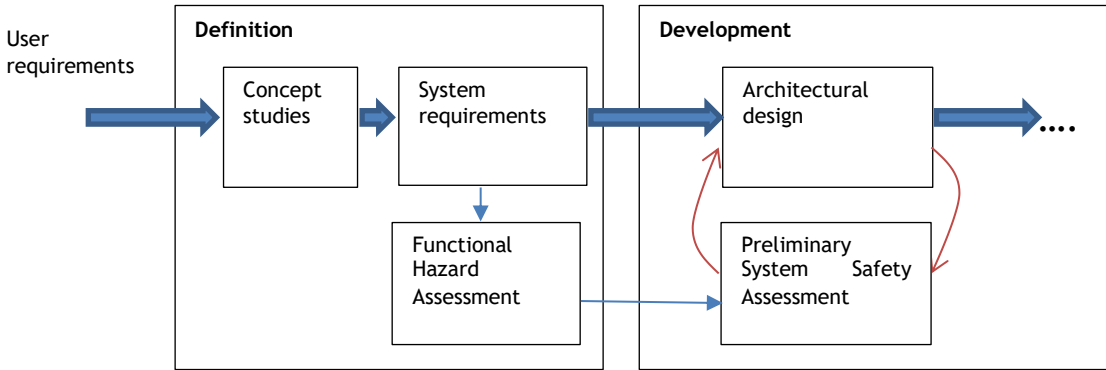 User
requirements
Definition
Concept
studies
System
requirements
Functional
Hazard
Assessment
Development
Architectural
design
....
Preliminary
System Safety
Assessment